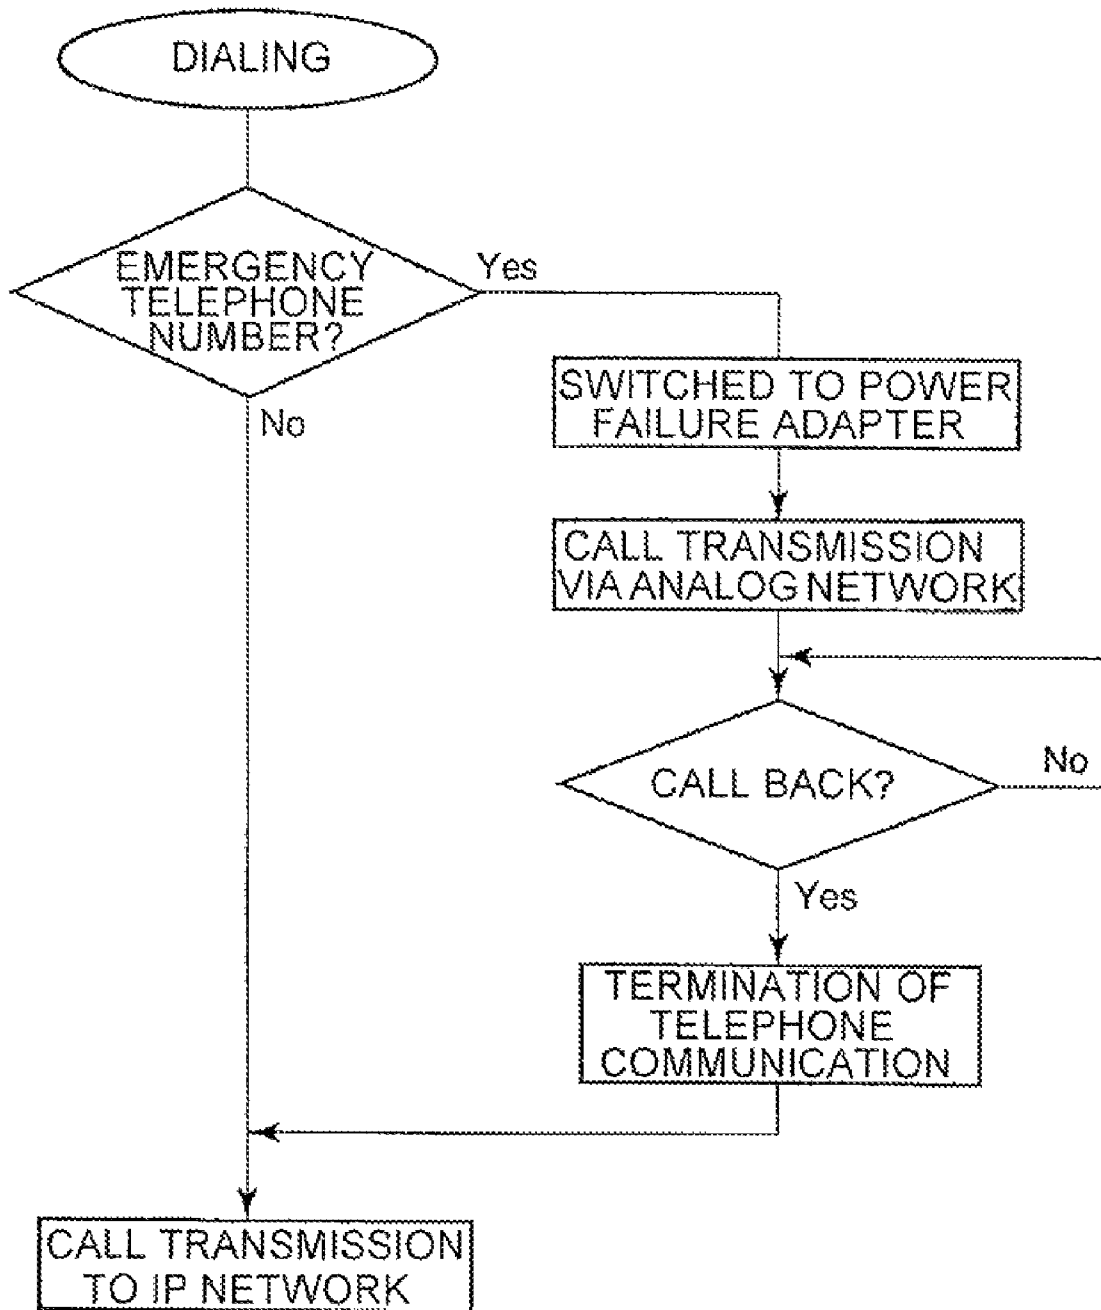 DIALING
EMERGENCY
TELEPHONE
NUMBER?
Yes
No
SWITCHED TO POWER
FAILURE ADAPTER
CALL TRANSMISSION
VIA ANALOG NETWORK
CALL BACK?
No
Yes
TERMINATION OF
TELEPHONE
COMMUNICATION
CALL TRANSMISSION
TO IP NETWORK